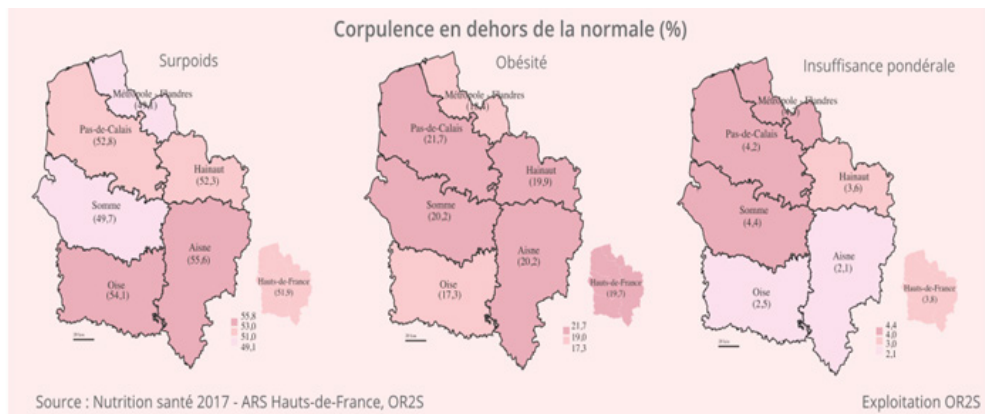 Corpulence en dehors de la normale (%)
Surpoids
Métropole - Flandres
Pas-de-Calais
(52,8)
Hainaut
(52,3)
Somme
(49,7)
Aisne
(55,6)
Oise
(54,1)
Hauts-de-France
(51,9)
55,8
53,0
51,0
49,1
Obésité
Métropole - Flandres
Pas-de-Calais
(21,7)
Hainaut
(19,9)
Somme
(20,2)
Aisne
(20,2)
Oise
(17,3)
Hauts-de-France
(19,7)
21,7
19,0
17,3
Insuffisance pondérale
Métropole - Flandres
Pas-de-Calais
(4,2)
Hainaut
(3,6)
Somme
(4,4)
Aisne
(2,1)
Oise
(2,5)
Hauts-de-France
(3,8)
4,4
4,0
3,0
2,1
Source : Nutrition santé 2017 - ARS Hauts-de-France, OR2S
Exploitation OR2S